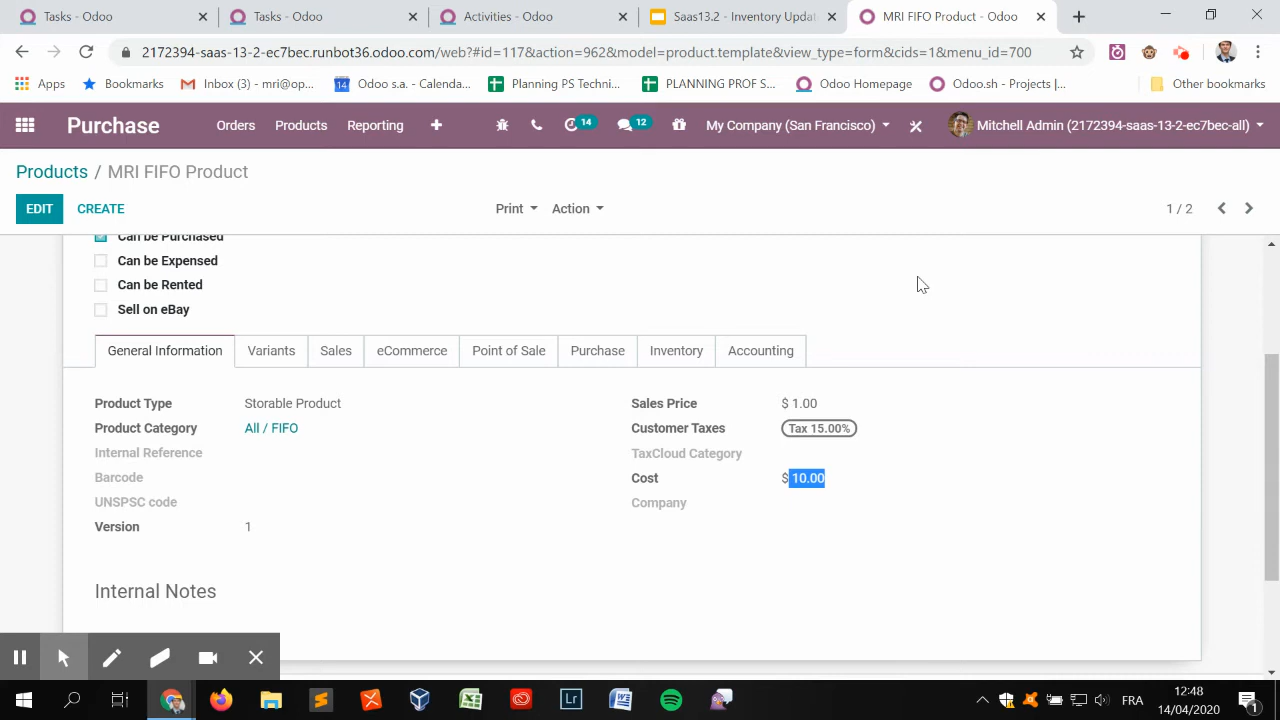 Tasks - Odoo
Tasks - Odoo
Activities - Odoo
Saas13.2 - Inventory Updat
MRI FIFO Product - Odoo
2172394-saas-13-2-ec7bec.runbot36.odoo.com/web?#id=117&action=962&model=product.template&view_type=form&cids=1&menu_id=700
Apps
Bookmarks
Inbox (3) - mri@op...
14
Odoo s.a. - Calenda...
Planning PS Techni...
PLANNING PROF S...
Odoo Homepage
Odoo.sh - Projects |...
Other bookmarks
Purchase
Orders
Products
Reporting
14
12
My Company (San Francisco)
Mitchell Admin (2172394-saas-13-2-ec7bec-all)
Products / MRI FIFO Product
EDIT
CREATE
Print
Action
1 / 2
Can be Purchased
Can be Expensed
Can be Rented
Sell on eBay
General Information
Variants
Sales
eCommerce
Point of Sale
Purchase
Inventory
Accounting
Product Type Storable Product
Product Category All / FIFO
Internal Reference
Barcode
UNSPSC code
Version 1
Sales Price $ 1.00
Customer Taxes Tax 15.00%
TaxCloud Category
Cost $ 10.00
Company
Internal Notes
FRA
12:48
14/04/2020
1